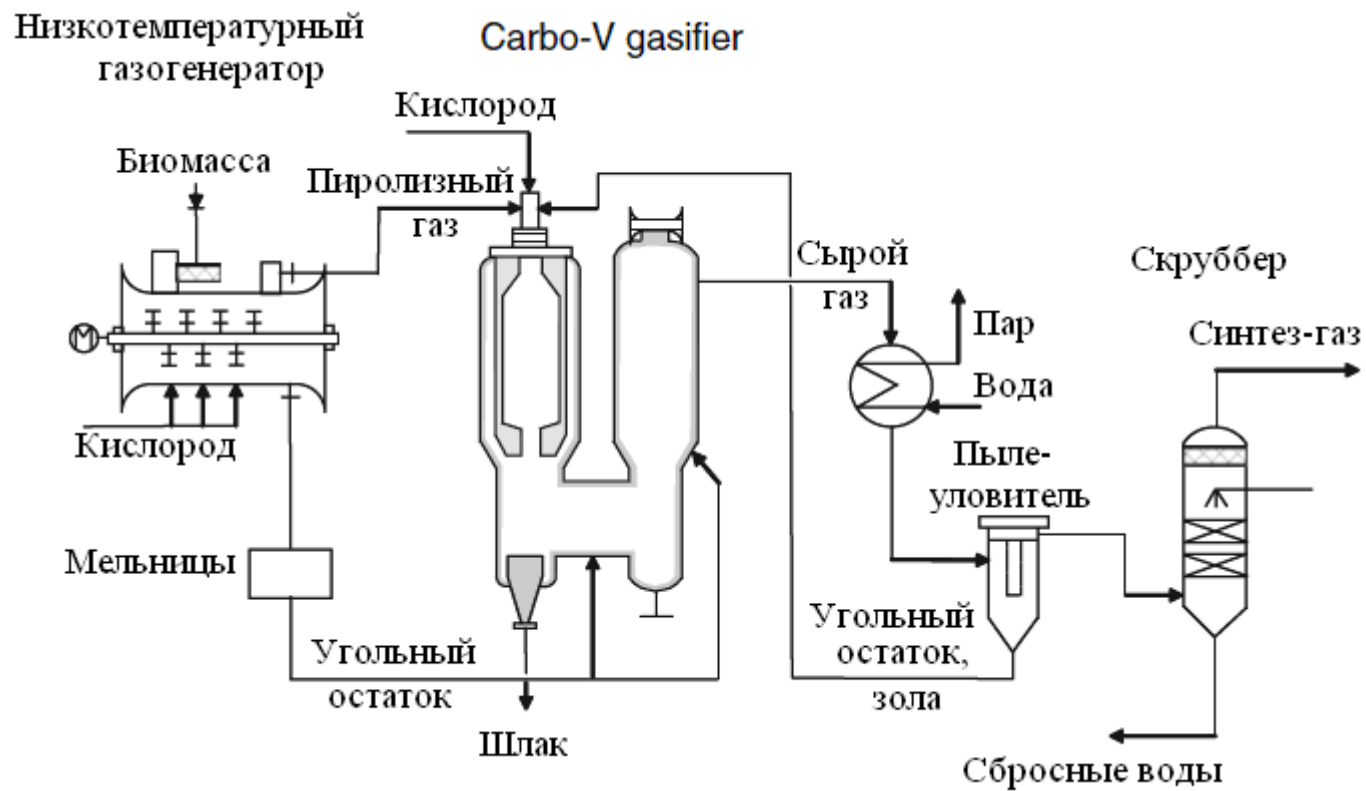 Низкотемпературный
газогенератор
Carbo-V gasifier
Кислород
Биомасса
Пиролизный
газ
Сырой
газ
Скруббер
Пар
Синтез-газ
М
Вода
Кислород
Пыле-
уловитель
Мельницы
Угольный
остаток
Угольный
остаток,
зола
Шлак
Сбросные воды